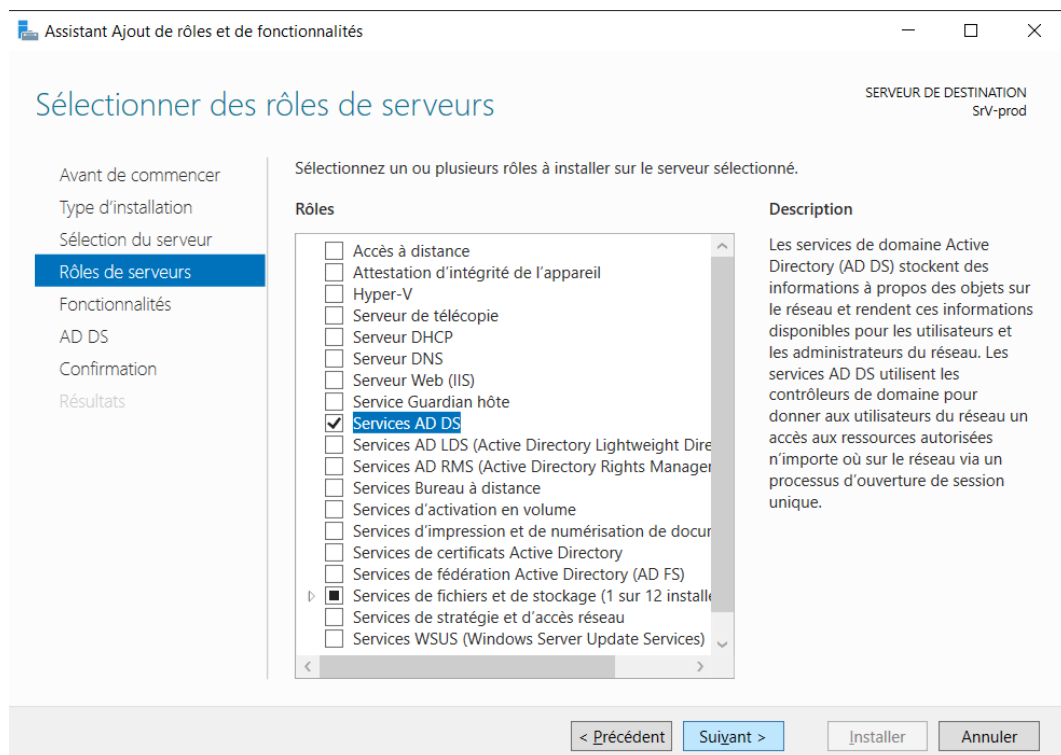 Assistant Ajout de rôles et de fonctionnalités
Sélectionner des rôles de serveurs
SERVEUR DE DESTINATION
SrV-prod
Avant de commencer
Type d'installation
Sélection du serveur
Rôles de serveurs
Fonctionnalités
AD DS
Confirmation
Résultats
Sélectionnez un ou plusieurs rôles à installer sur le serveur sélectionné.
Rôles
Accès à distance
Attestation d'intégrité de l'appareil
Hyper-V
Serveur de télécopie
Serveur DHCP
Serveur DNS
Serveur Web (IIS)
Service Guardian hôte
Services AD DS
Services AD LDS (Active Directory Lightweight Dire
Services AD RMS (Active Directory Rights Manager
Services Bureau à distance
Services d'activation en volume
Services d'impression et de numérisation de docur
Services de certificats Active Directory
Services de fédération Active Directory (AD FS)
Services de fichiers et de stockage (1 sur 12 installé
Services de stratégie et d'accès réseau
Services WSUS (Windows Server Update Services)
Description
Les services de domaine Active
Directory (AD DS) stockent des
informations à propos des objets sur
le réseau et rendent ces informations
disponibles pour les utilisateurs et
les administrateurs du réseau. Les
services AD DS utilisent les
contrôleurs de domaine pour
donner aux utilisateurs du réseau un
accès aux ressources autorisées
n'importe où sur le réseau via un
processus d'ouverture de session
unique.
< Précédent
Suivant >
Installer
Annuler